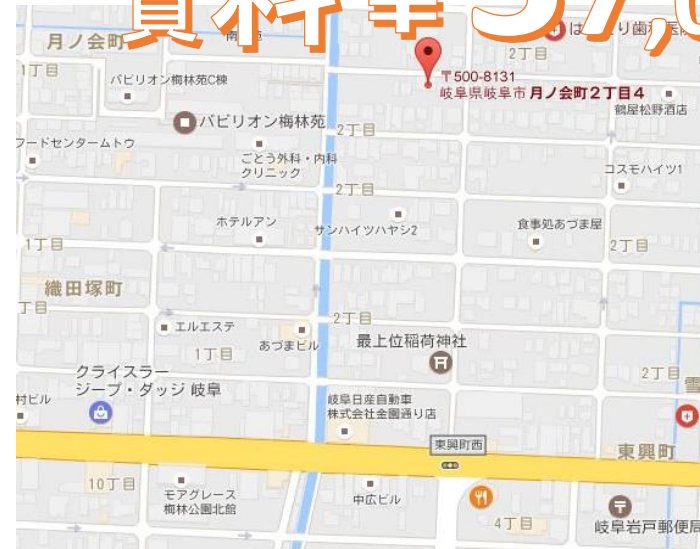 賃料
月ノ会町
1丁目
2丁目
パビリオン梅林苑C棟
〒500-8131
岐阜県岐阜市月ノ会町2丁目4
鶴屋松野酒店
パビリオン梅林苑
2丁目
フードセンタームトウ
ごとう外科・内科
クリニック
コスモハイツ1
2丁目
ホテルアン
サンハイツハヤシ2
食事処あづま屋
1丁目
2丁目
織田塚町
丁目
エルエステ
2丁目
あづまビル
1丁目
最上位稲荷神社
クライスラー
ジープ・ダッジ 岐阜
2丁目
雪
村ビル
岐阜日産自動車
株式会社金園通り店
東興町西
東興町
10丁目
モアグレース
梅林公園北館
中広ビル
4丁目
岐阜岩戸郵便局